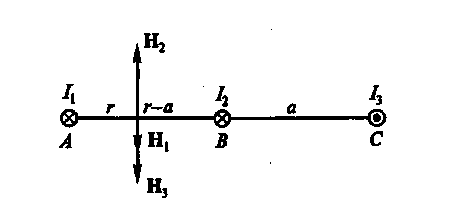 H₂
I₁ r r−a I₂ a I₃
A H₁ B C
H₃